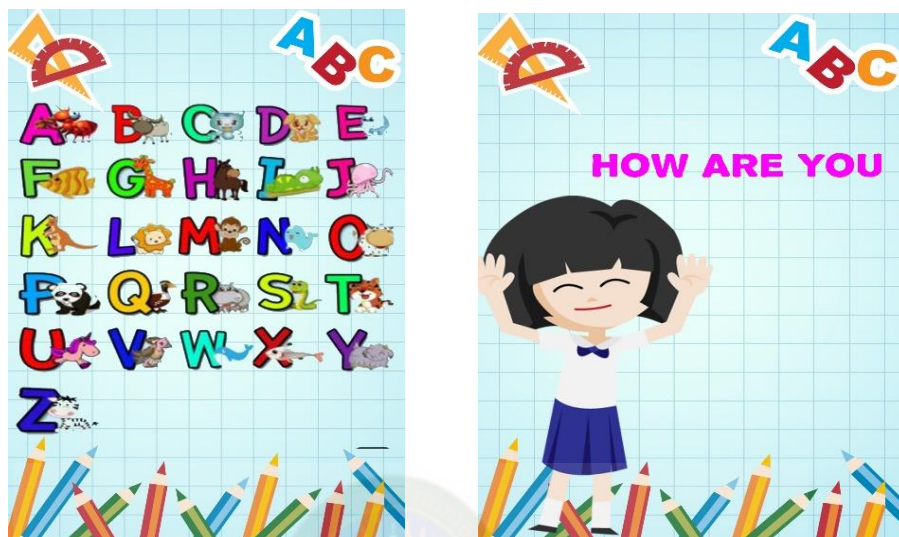 ABC
A B C D E
F G H I J
K L M N O
P Q R S T
U V W X Y
Z
ABC
HOW ARE YOU